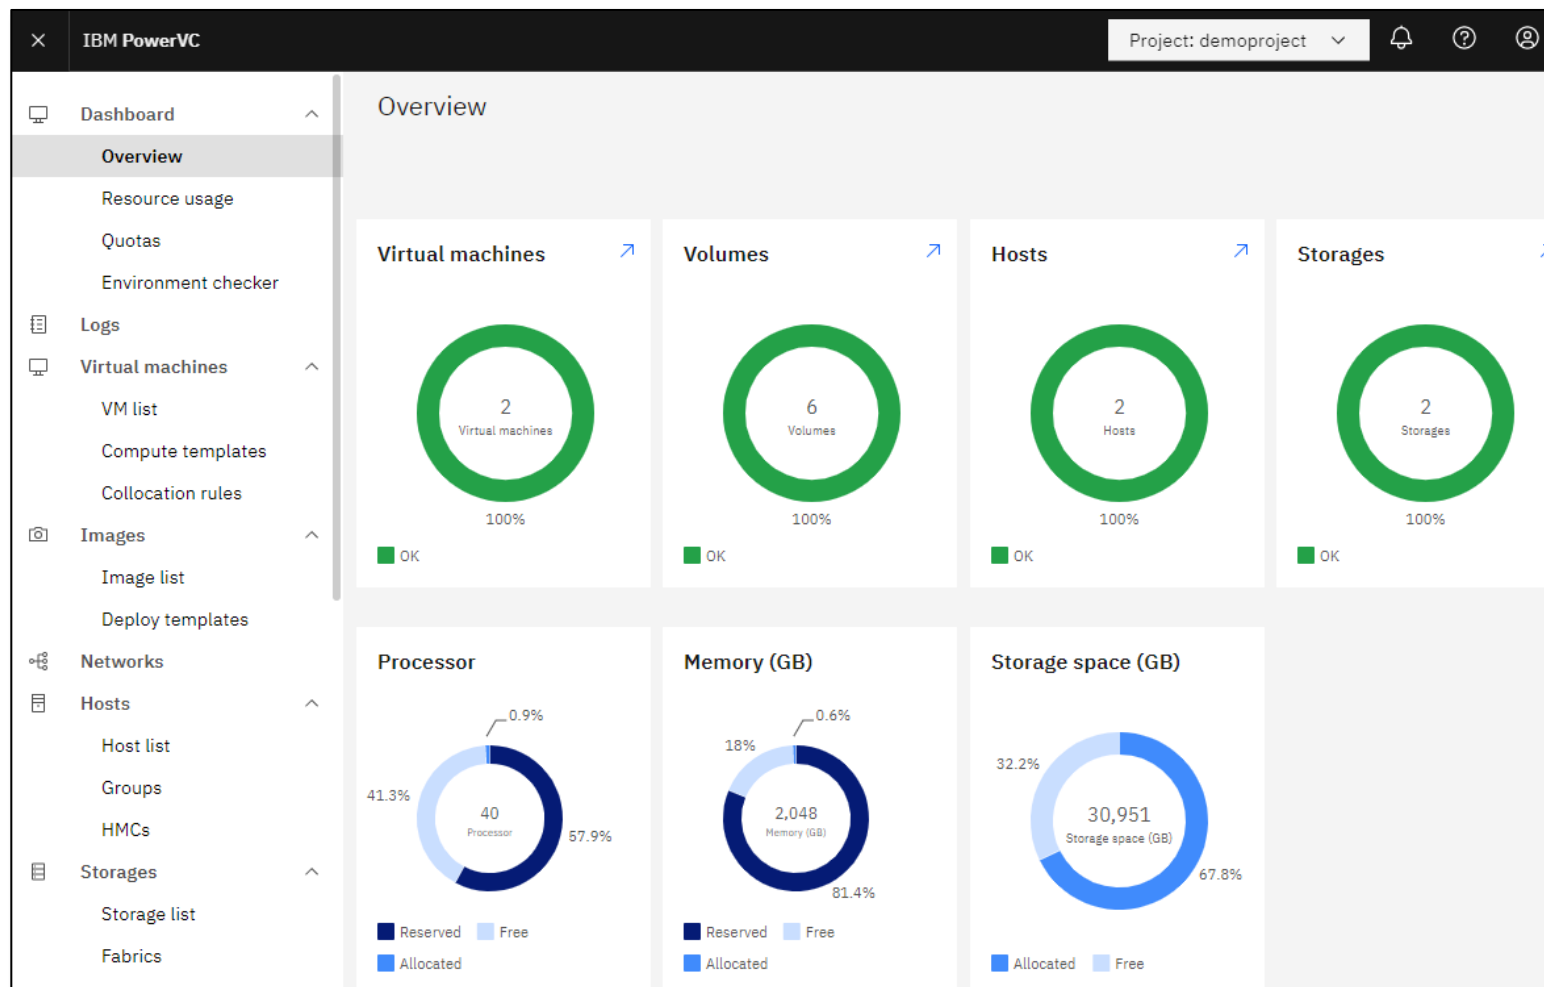 IBM PowerVC
Project: demoproject
Dashboard
Overview
Resource usage
Quotas
Environment checker
Logs
Virtual machines
VM list
Compute templates
Collocation rules
Images
Image list
Deploy templates
Networks
Hosts
Host list
Groups
HMCs
Storages
Storage list
Fabrics
Overview
Virtual machines
2
Virtual machines
100%
OK
Volumes
6
Volumes
100%
OK
Hosts
2
Hosts
100%
OK
Storages
2
Storages
100%
OK
Processor
0.9%
41.3%
40
Processor
57.9%
Reserved Free
Allocated
Memory (GB)
0.6%
18%
2,048
Memory (GB)
81.4%
Reserved Free
Allocated
Storage space (GB)
32.2%
30,951
Storage space (GB)
67.8%
Allocated Free